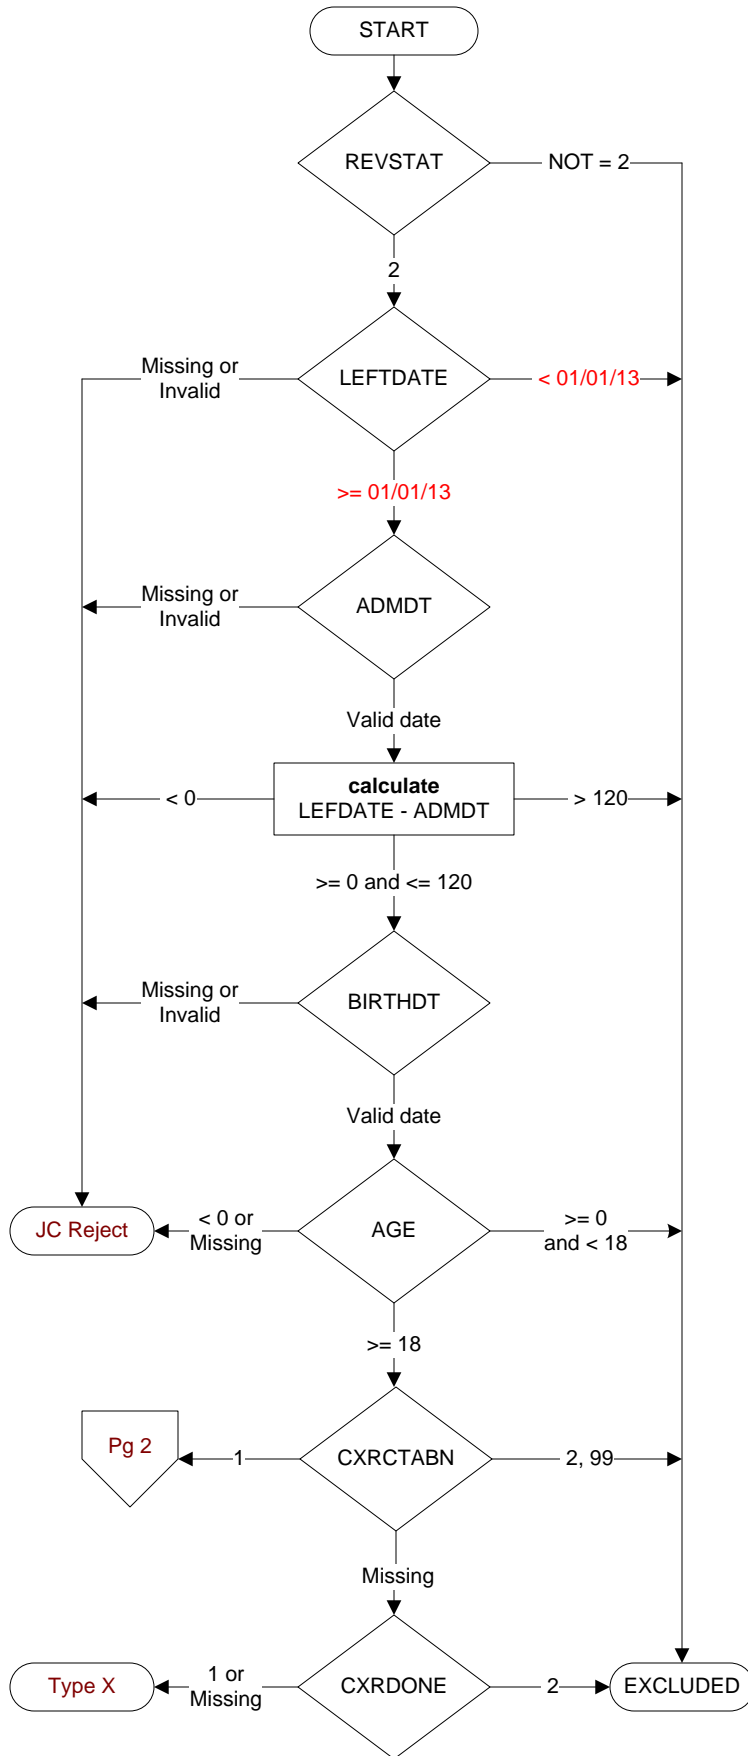 START
REVSTAT
NOT = 2
2
Missing or
Invalid
LEFTDATE
< 01/01/13
>= 01/01/13
Missing or
Invalid
ADMDT
Valid date
< 0
calculate
LEFDATE - ADMDT
> 120
>= 0 and <= 120
Missing or
Invalid
BIRTHDT
Valid date
JC Reject
< 0 or
Missing
AGE
>= 0
and < 18
>= 18
Pg 2
1
CXRCTABN
2, 99
Missing
Type X
1 or
Missing
CXRDONE
2
EXCLUDED